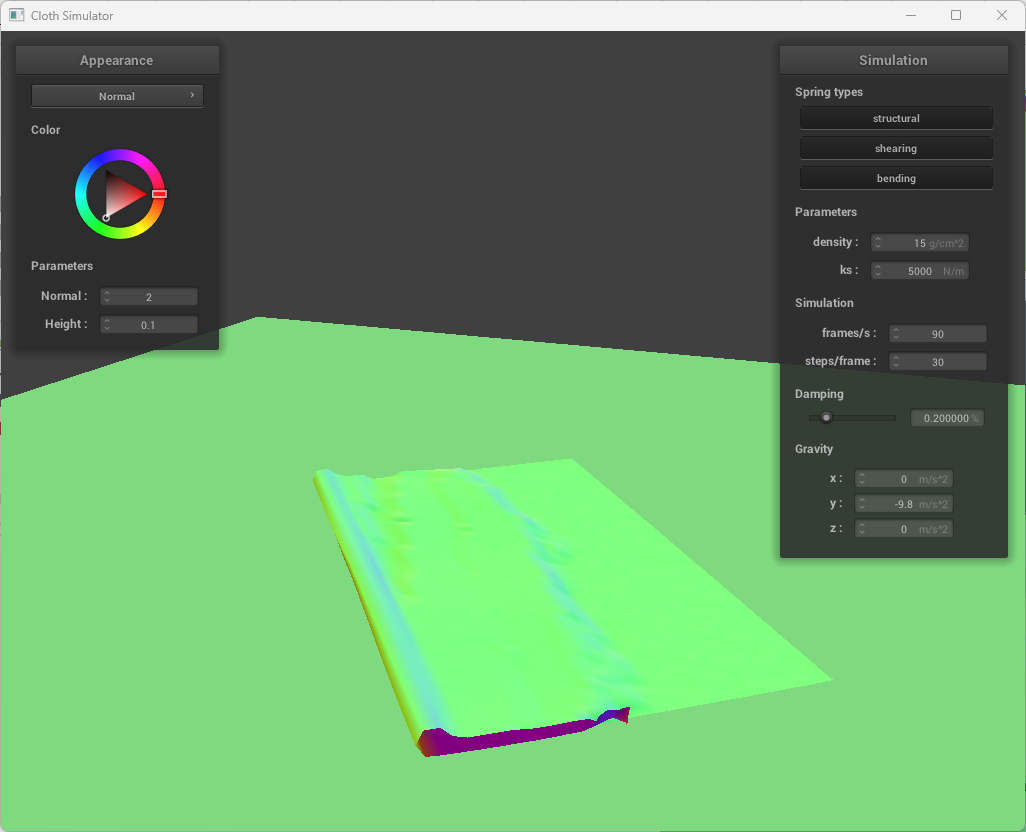 Cloth Simulator
Appearance
Normal
Color
Parameters
Normal : 2
Height : 0.1
Simulation
Spring types
structural
shearing
bending
Parameters
density : 15 g/cm^2
ks : 5000 N/m
Simulation
frames/s : 90
steps/frame : 30
Damping
0.200000 %
Gravity
x : 0 m/s^2
y : -9.8 m/s^2
z : 0 m/s^2